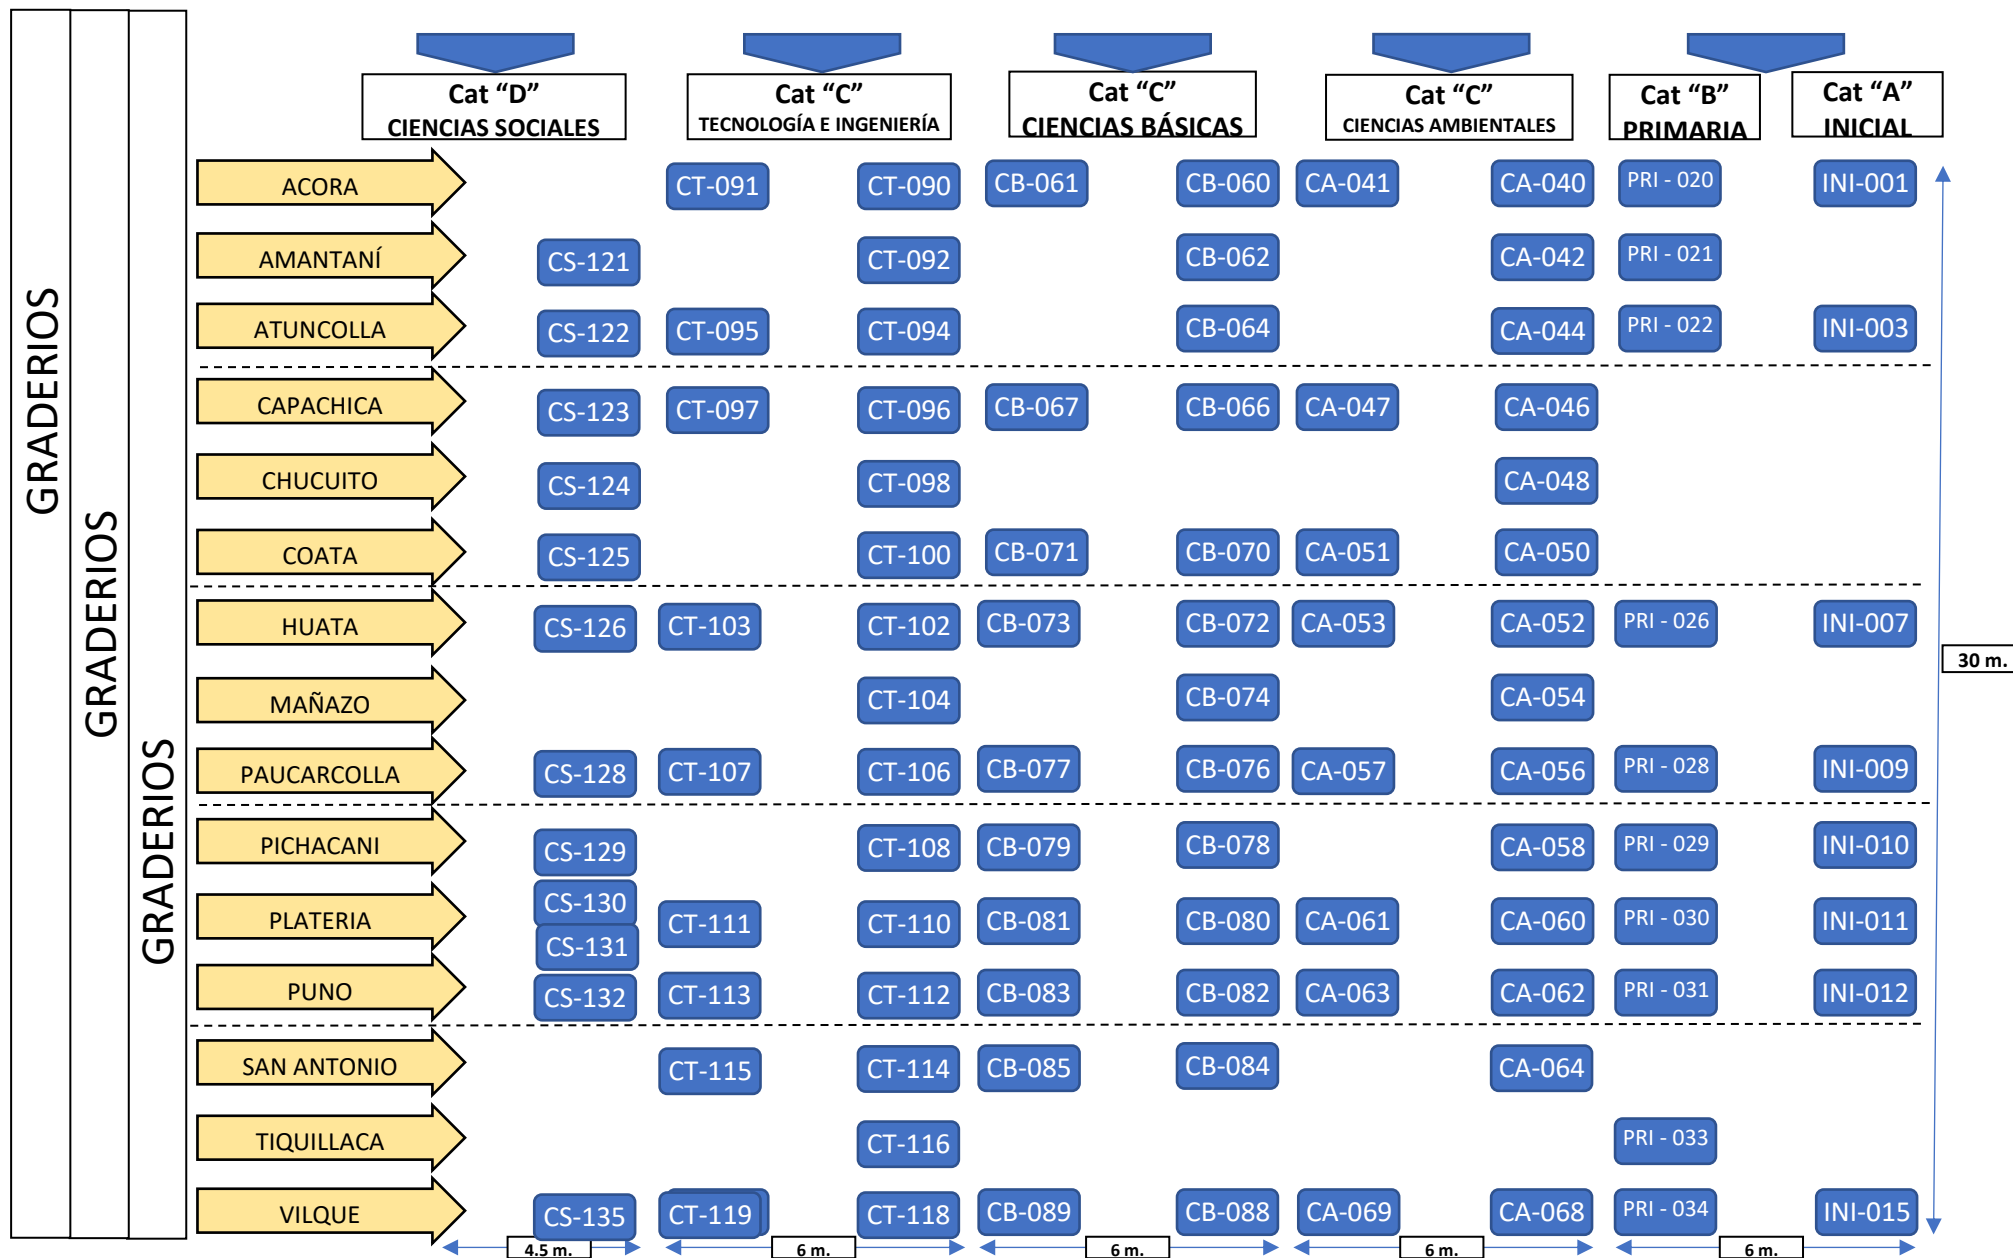 GRADERIOS
GRADERIOS
GRADERIOS
Cat “D”
CIENCIAS SOCIALES
Cat “C”
TECNOLOGÍA E INGENIERÍA
Cat “C”
CIENCIAS BÁSICAS
Cat “C”
CIENCIAS AMBIENTALES
Cat “B”
PRIMARIA
Cat “A”
INICIAL
ACORA CT-091 CT-090 CB-061 CB-060 CA-041 CA-040 PRI - 020 INI-001
AMANTANÍ CS-121 CT-092 CB-062 CA-042 PRI - 021
ATUNCOLLA CS-122 CT-095 CT-094 CB-064 CA-044 PRI - 022 INI-003
CAPACHICA CS-123 CT-097 CT-096 CB-067 CB-066 CA-047 CA-046
CHUCUITO CS-124 CT-098 CA-048
COATA CS-125 CT-100 CB-071 CB-070 CA-051 CA-050
HUATA CS-126 CT-103 CT-102 CB-073 CB-072 CA-053 CA-052 PRI - 026 INI-007
30 m.
MAÑAZO CT-104 CB-074 CA-054
PAUCARCOLLA CS-128 CT-107 CT-106 CB-077 CB-076 CA-057 CA-056 PRI - 028 INI-009
PICHACANI CS-129 CT-108 CB-079 CB-078 CA-058 PRI - 029 INI-010
PLATERIA CS-130 CT-111 CT-110 CB-081 CB-080 CA-061 CA-060 PRI - 030 INI-011
CS-131
PUNO CS-132 CT-113 CT-112 CB-083 CB-082 CA-063 CA-062 PRI - 031 INI-012
SAN ANTONIO CT-115 CT-114 CB-085 CB-084 CA-064
TIQUILLACA CT-116 PRI - 033
VILQUE CS-135 CT-119 CT-118 CB-089 CB-088 CA-069 CA-068 PRI - 034 INI-015
4.5 m. 6 m. 6 m. 6 m. 6 m.